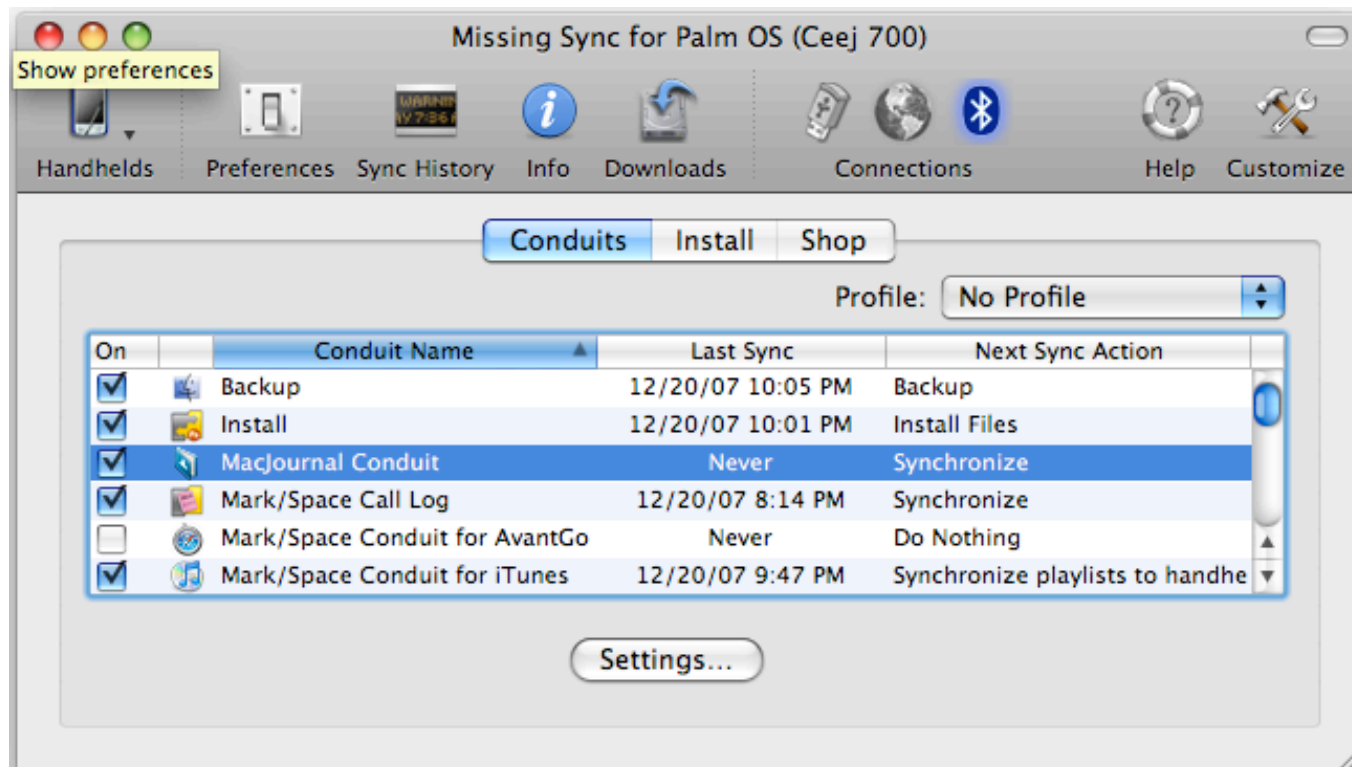 Missing Sync for Palm OS (Ceej 700)
Show preferences
Handhelds Preferences Sync History Info Downloads Connections Help Customize
Conduits Install Shop
Profile: No Profile
On Conduit Name Last Sync Next Sync Action
Backup 12/20/07 10:05 PM Backup
Install 12/20/07 10:01 PM Install Files
MacJournal Conduit Never Synchronize
Mark/Space Call Log 12/20/07 8:14 PM Synchronize
Mark/Space Conduit for AvantGo Never Do Nothing
Mark/Space Conduit for iTunes 12/20/07 9:47 PM Synchronize playlists to handhe
Settings...